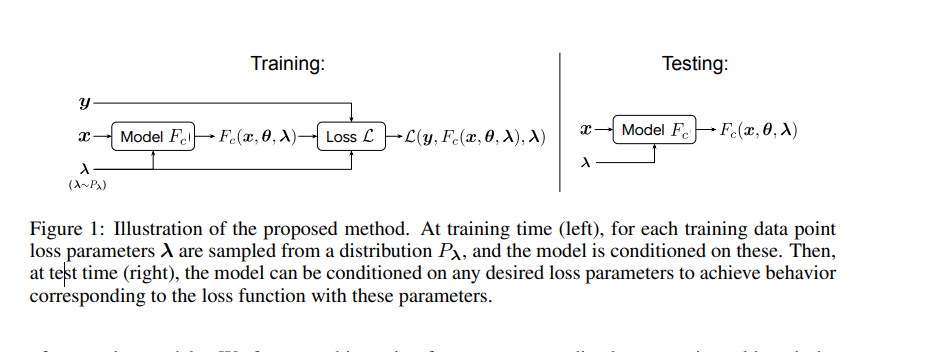 Training:
Testing:
y
x Model F_c F_c(x, θ, λ) Loss ℒ ℒ(y, F_c(x, θ, λ), λ)
λ
(λ∼P_λ)
x Model F_c F_c(x, θ, λ)
λ
Figure 1: Illustration of the proposed method. At training time (left), for each training data point
loss parameters λ are sampled from a distribution P_λ, and the model is conditioned on these. Then,
at test time (right), the model can be conditioned on any desired loss parameters to achieve behavior
corresponding to the loss function with these parameters.